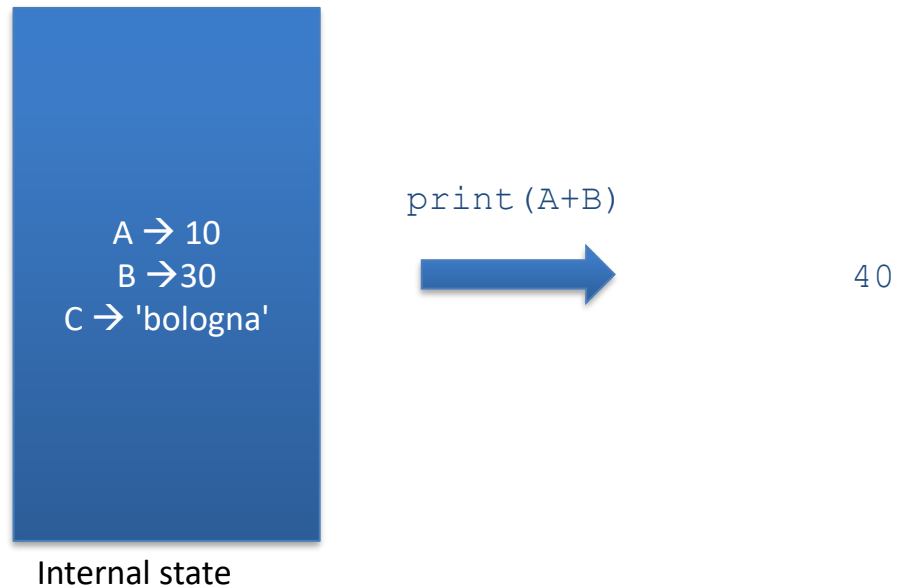 A → 10
B →30
C → 'bologna'
print(A+B)
40
Internal state